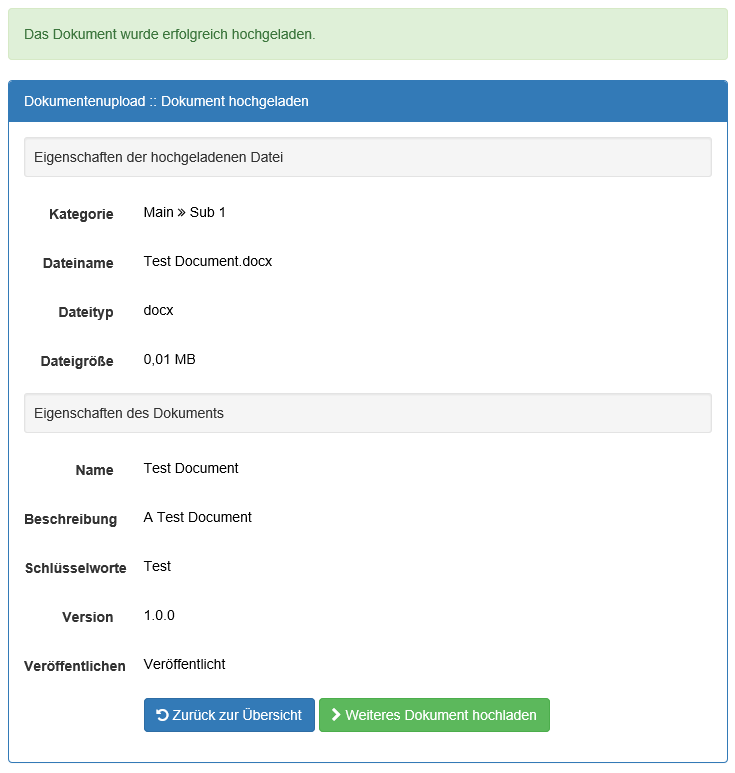 Das Dokument wurde erfolgreich hochgeladen.
Dokumentenupload :: Dokument hochgeladen
Eigenschaften der hochgeladenen Datei
Kategorie Main » Sub 1
Dateiname Test Document.docx
Dateityp docx
Dateigröße 0,01 MB
Eigenschaften des Dokuments
Name Test Document
Beschreibung A Test Document
Schlüsselworte Test
Version 1.0.0
Veröffentlichen Veröffentlicht
Zurück zur Übersicht Weiteres Dokument hochladen